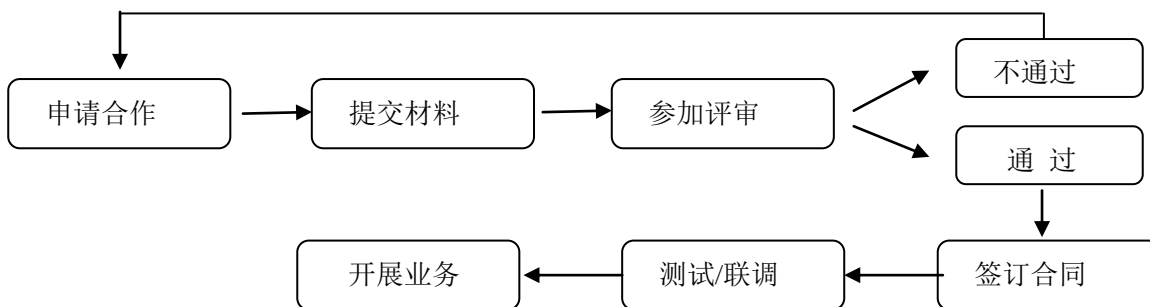 不通过
申请合作
提交材料
参加评审
通 过
开展业务
测试/联调
签订合同